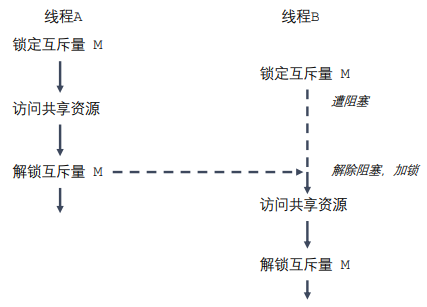 线程A
锁定互斥量 M
访问共享资源
解锁互斥量 M
线程B
锁定互斥量 M
遭阻塞
解除阻塞，加锁
访问共享资源
解锁互斥量 M